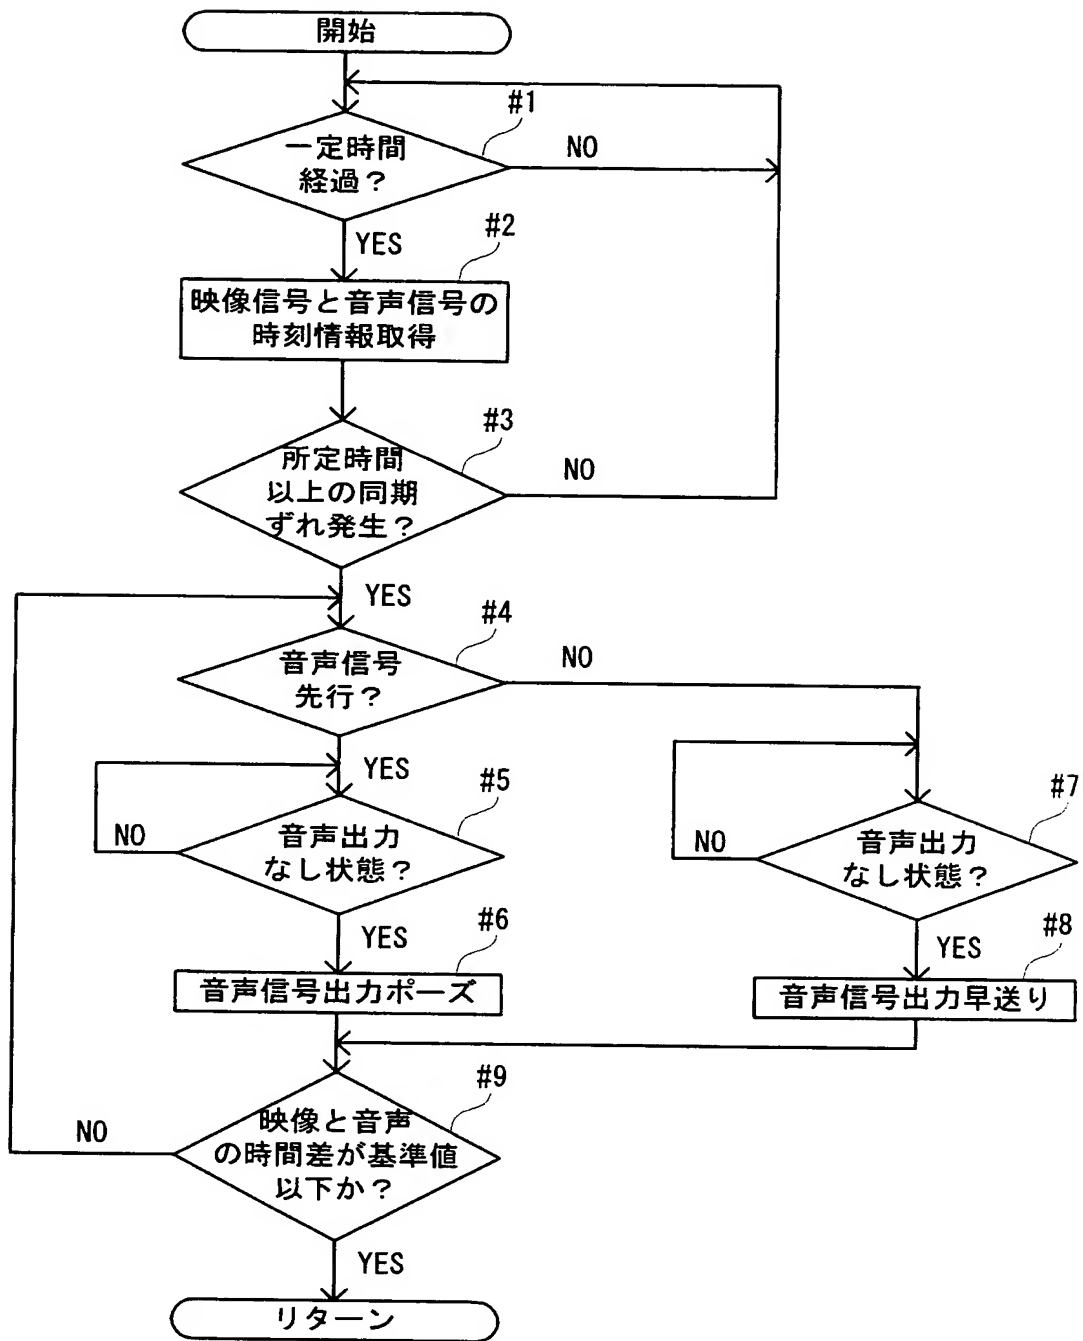 開始
#1
一定時間
経過?
NO
YES
#2
映像信号と音声信号の
時刻情報取得
#3
所定時間
以上の同期
ずれ発生?
NO
YES
#4
音声信号
先行?
NO
YES
#5
音声出力
なし状態?
NO
YES
#6
音声信号出力ポーズ
#7
音声出力
なし状態?
NO
YES
#8
音声信号出力早送り
#9
映像と音声
の時間差が基準値
以下か?
NO
YES
リターン